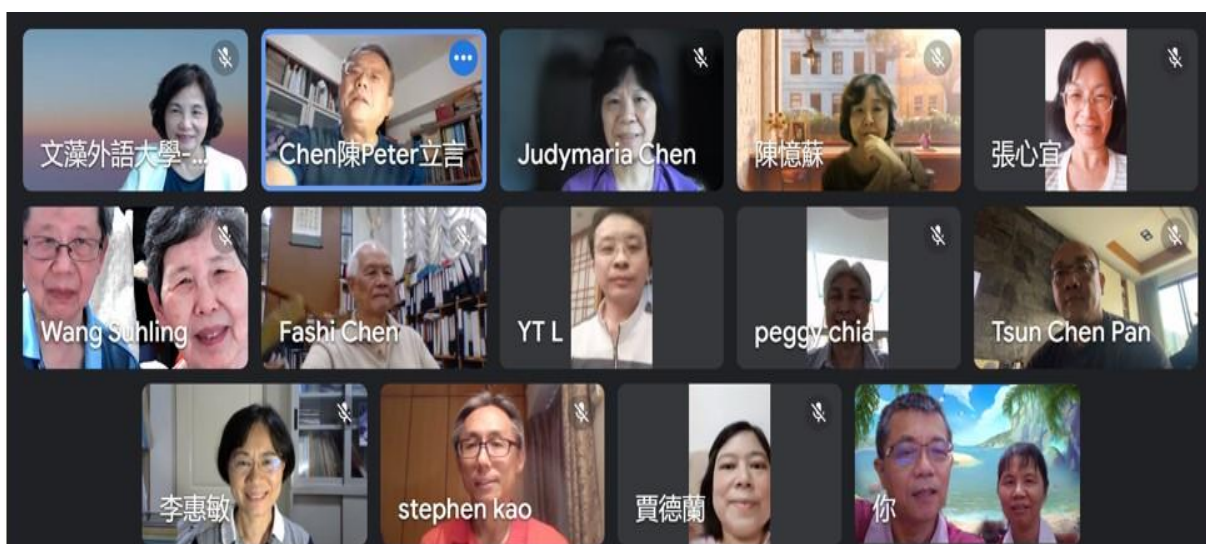 文藻外語大學-...
Chen陳Peter立言
Judymaria Chen
陳憶蘇
張心宜
Wang Suhling
Fashi Chen
YT L
peggy chia
Tsun Chen Pan
李惠敏
stephen kao
賈德蘭
你